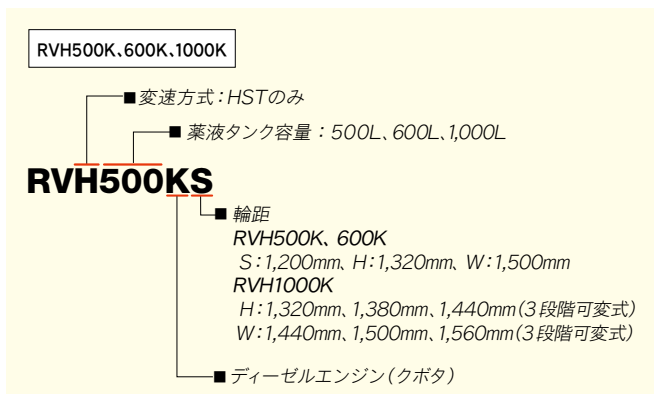 RVH500K、600K、1000K
■変速方式：HSTのみ
■薬液タンク容量：500L、600L、1,000L
RVH500KS
■輪距
RVH500K、600K
S：1,200mm、H：1,320mm、W：1,500mm
RVH1000K
H：1,320mm、1,380mm、1,440mm（3段階可変式）
W：1,440mm、1,500mm、1,560mm（3段階可変式）
■ディーゼルエンジン（クボタ）